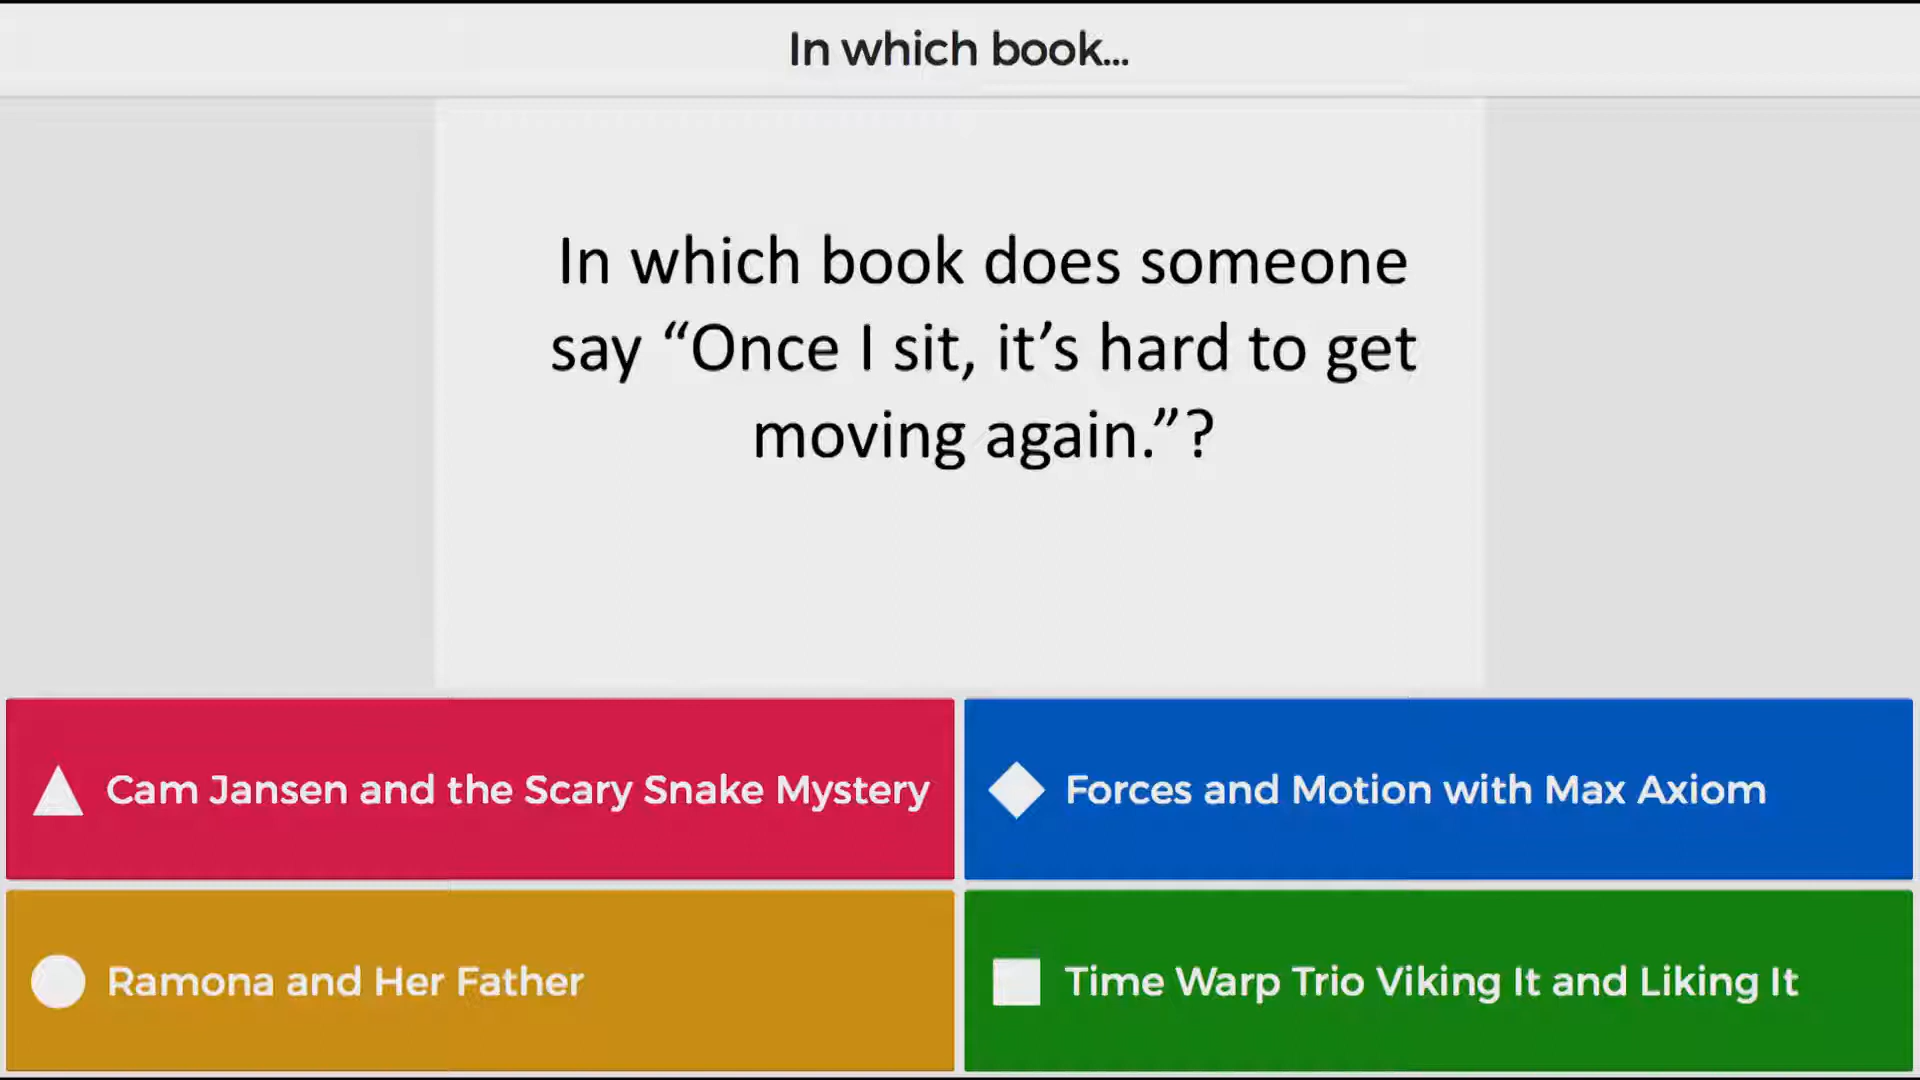 In which book...
In which book does someone
say “Once I sit, it’s hard to get
moving again.”?
Cam Jansen and the Scary Snake Mystery
Forces and Motion with Max Axiom
Ramona and Her Father
Time Warp Trio Viking It and Liking It